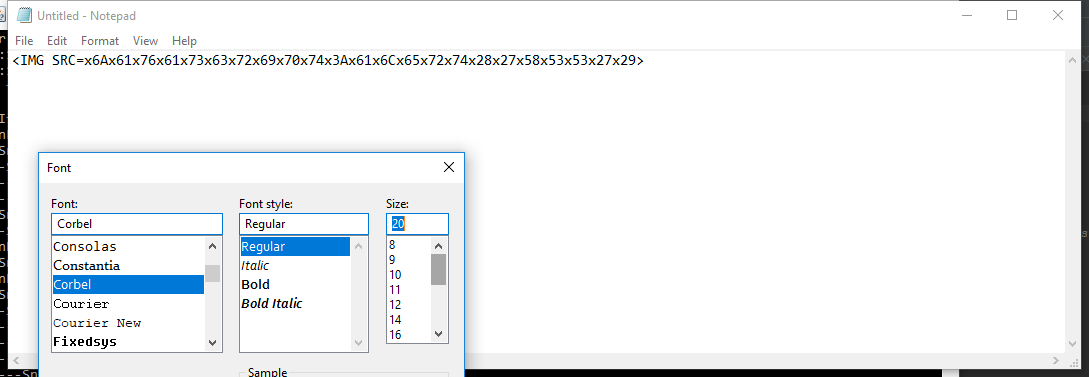 Untitled - Notepad
File Edit Format View Help
<IMG SRC=x6Ax61x76x61x73x63x72x69x70x74x3Ax61x6Cx65x72x74x28x27x58x53x53x27x29>
Font
Font: Font style: Size:
Corbel Regular 20
Consolas Regular 8
Constantia Italic 9
Corbel Bold 10
Courier Bold Italic 11
Courier New 12
Fixedsys 14
16
Sample